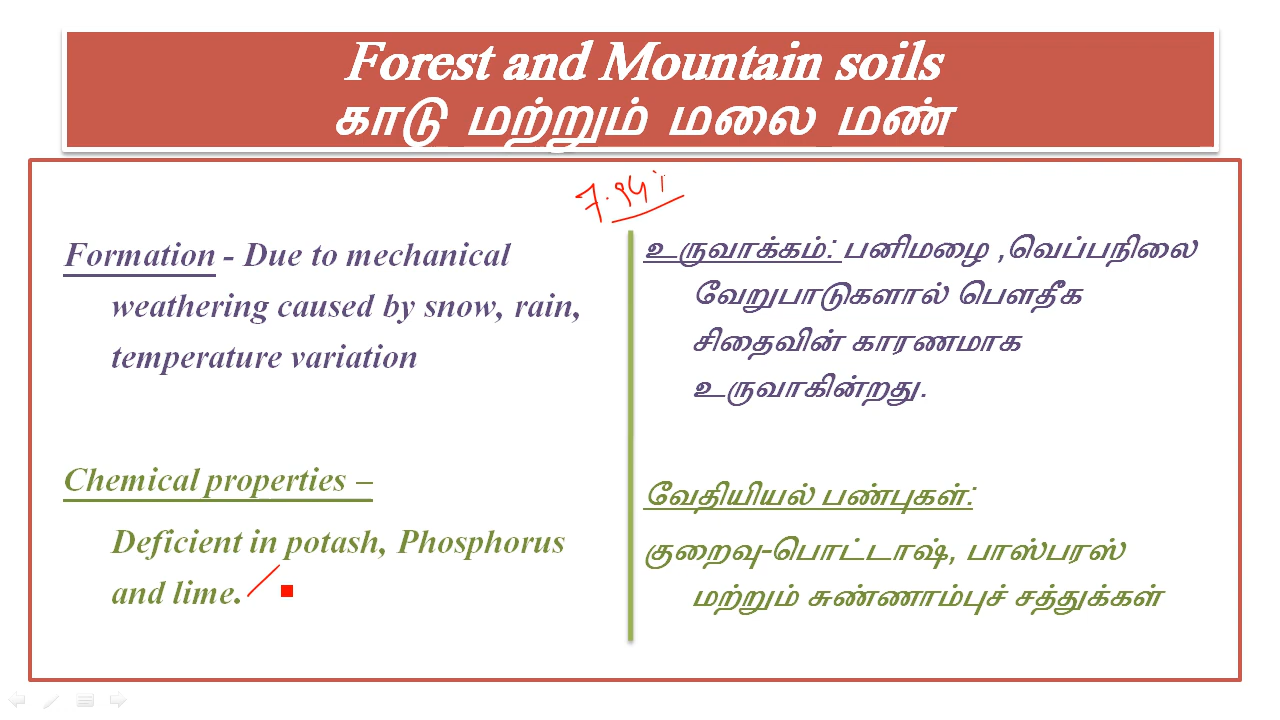 Forest and Mountain soils
காடு மற்றும் மலை மண்
7.94%
Formation - Due to mechanical
weathering caused by snow, rain,
temperature variation
Chemical properties –
Deficient in potash, Phosphorus
and lime.
உருவாக்கம்: பனிமழை ,வெப்பநிலை
வேறுபாடுகளால் பௌதீக
சிதைவின் காரணமாக
உருவாகின்றது.
வேதியியல் பண்புகள்:
குறைவு-பொட்டாஷ், பாஸ்பரஸ்
மற்றும் சுண்ணாம்புச் சத்துக்கள்